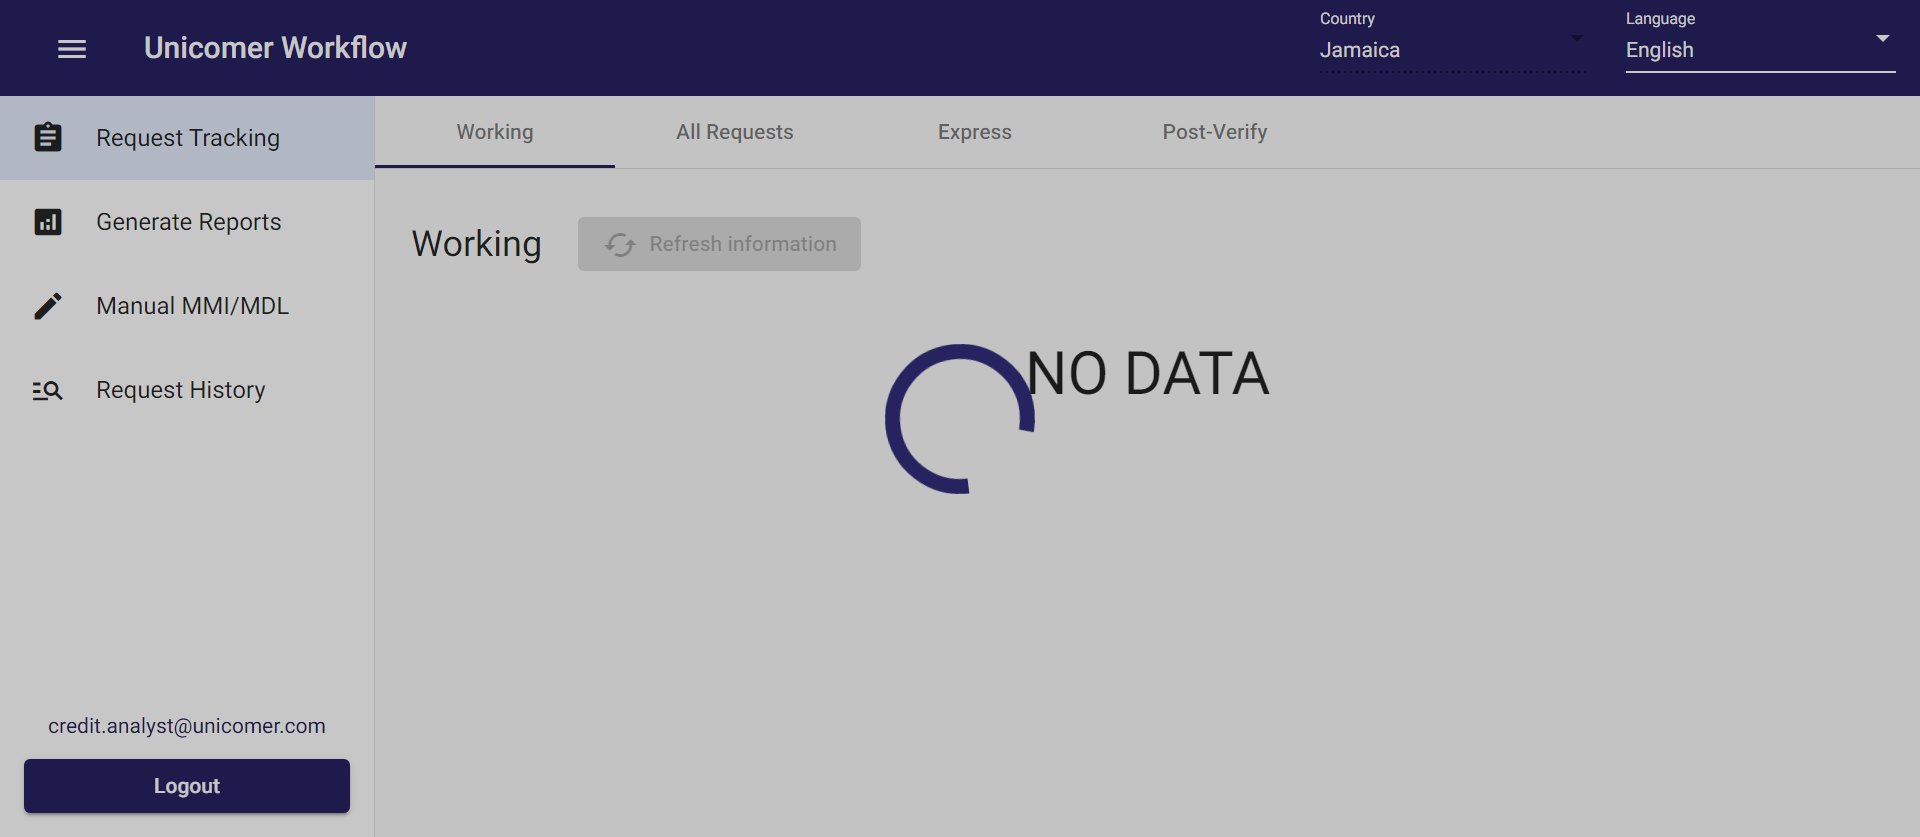 Unicomer Workflow
Country
Jamaica
Language
English
Request Tracking
Generate Reports
Manual MMI/MDL
Request History
credit.analyst@unicomer.com
Logout
Working
All Requests
Express
Post-Verify
Working
Refresh information
NO DATA